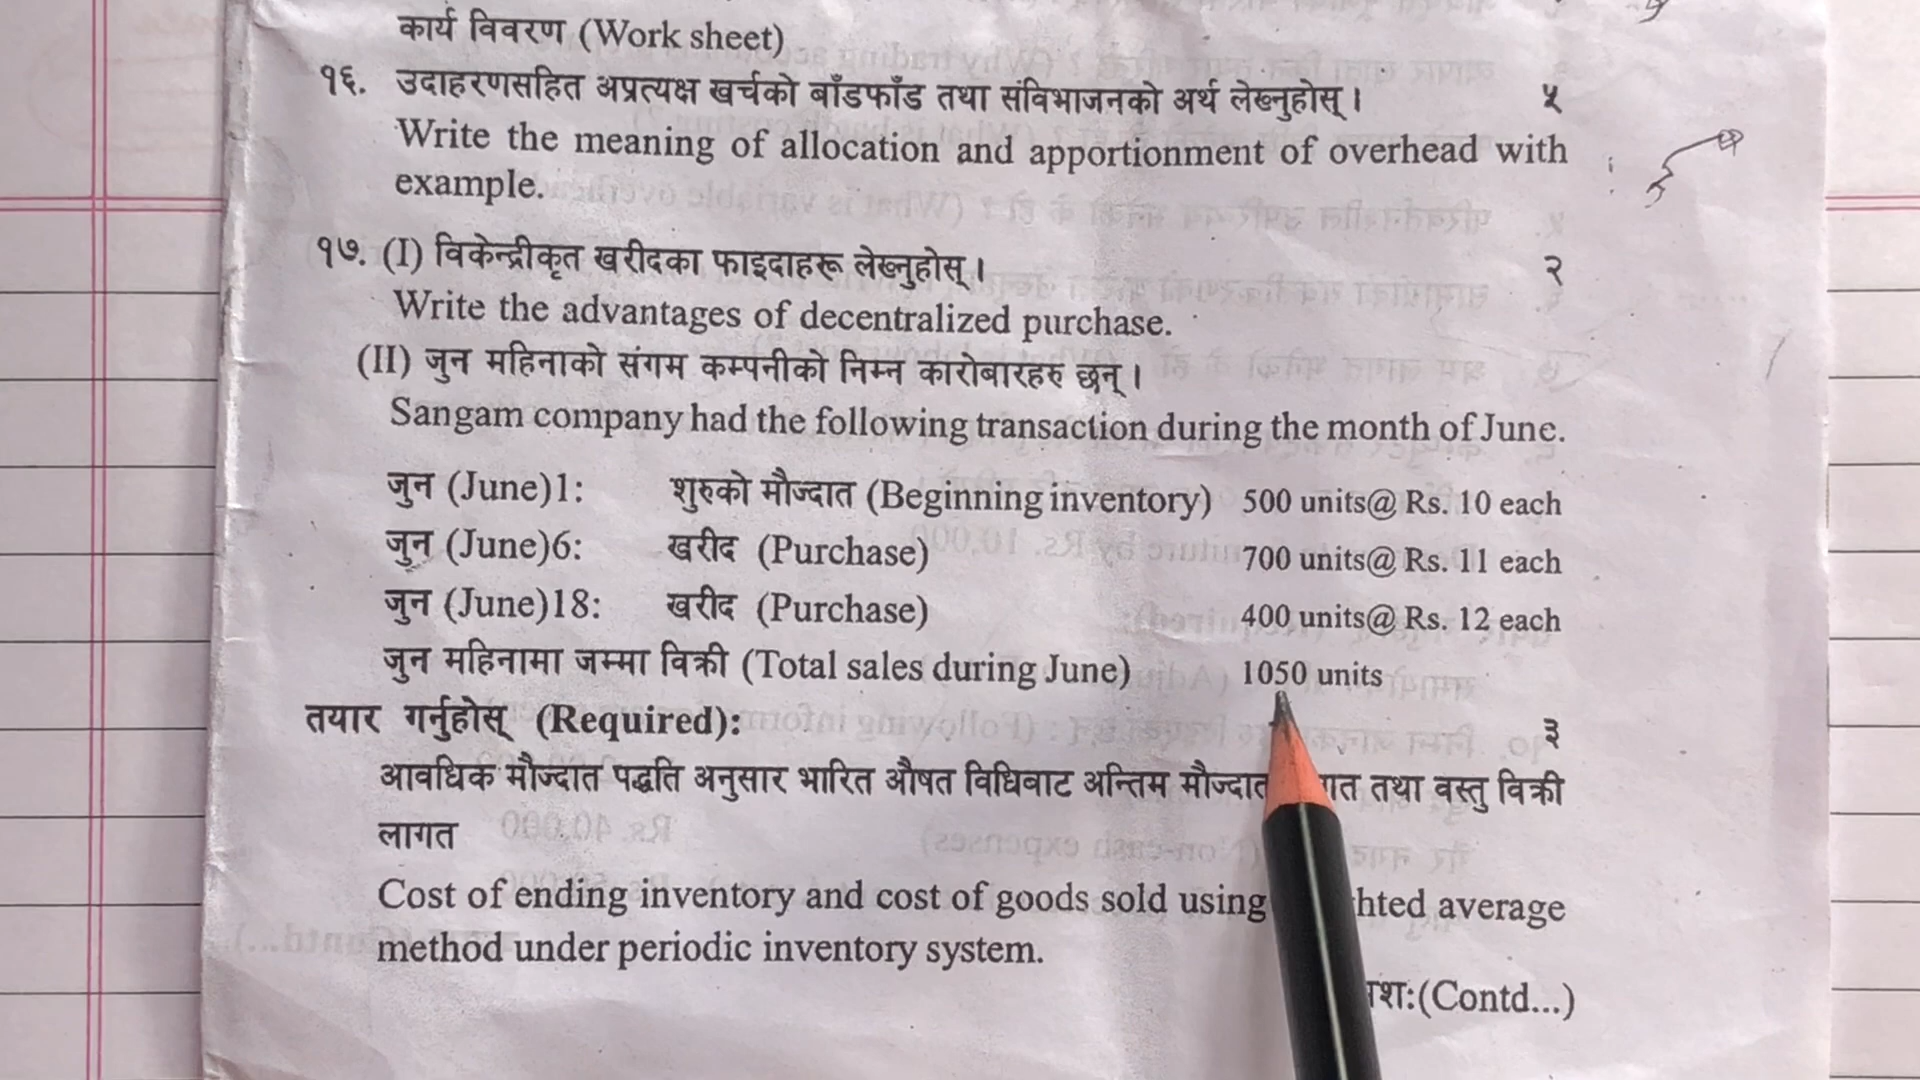 कार्य विवरण (Work sheet)
१६. उदाहरणसहित अप्रत्यक्ष खर्चको बाँडफाँड तथा संविभाजनको अर्थ लेख्नुहोस् । ५
Write the meaning of allocation and apportionment of overhead with
example.
१७. (I) विकेन्द्रीकृत खरीदका फाइदाहरू लेख्नुहोस् । २
Write the advantages of decentralized purchase.
(II) जुन महिनाको संगम कम्पनीको निम्न कारोबारहरु छन् ।
Sangam company had the following transaction during the month of June.
जुन (June)1: शुरुको मौज्दात (Beginning inventory) 500 units@ Rs. 10 each
जुन (June)6: खरीद (Purchase) 700 units@ Rs. 11 each
जुन (June)18: खरीद (Purchase) 400 units@ Rs. 12 each
जुन महिनामा जम्मा विक्री (Total sales during June) 1050 units
तयार गर्नुहोस् (Required): ३
आवधिक मौज्दात पद्धति अनुसार भारित औषत विधिबाट अन्तिम मौज्दात तथा वस्तु विक्री
लागत
Cost of ending inventory and cost of goods sold using hted average
method under periodic inventory system.
(Contd...)